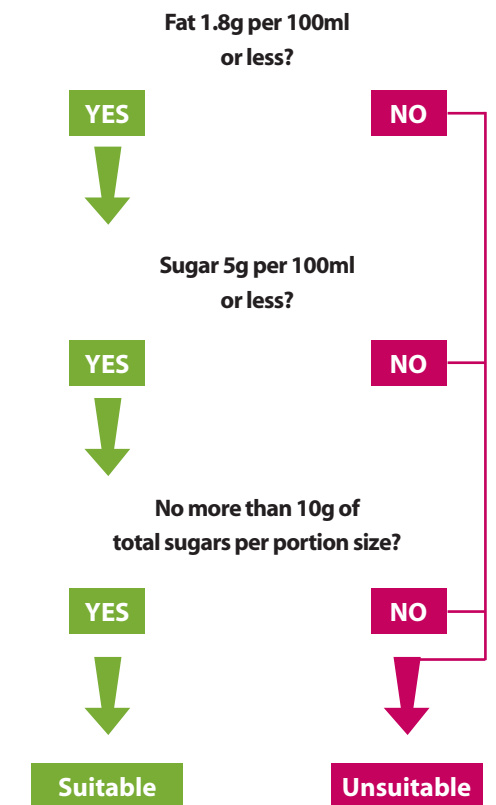 Fat 1.8g per 100ml
or less?
YES
NO
Sugar 5g per 100ml
or less?
YES
NO
No more than 10g of
total sugars per portion size?
YES
NO
Suitable
Unsuitable